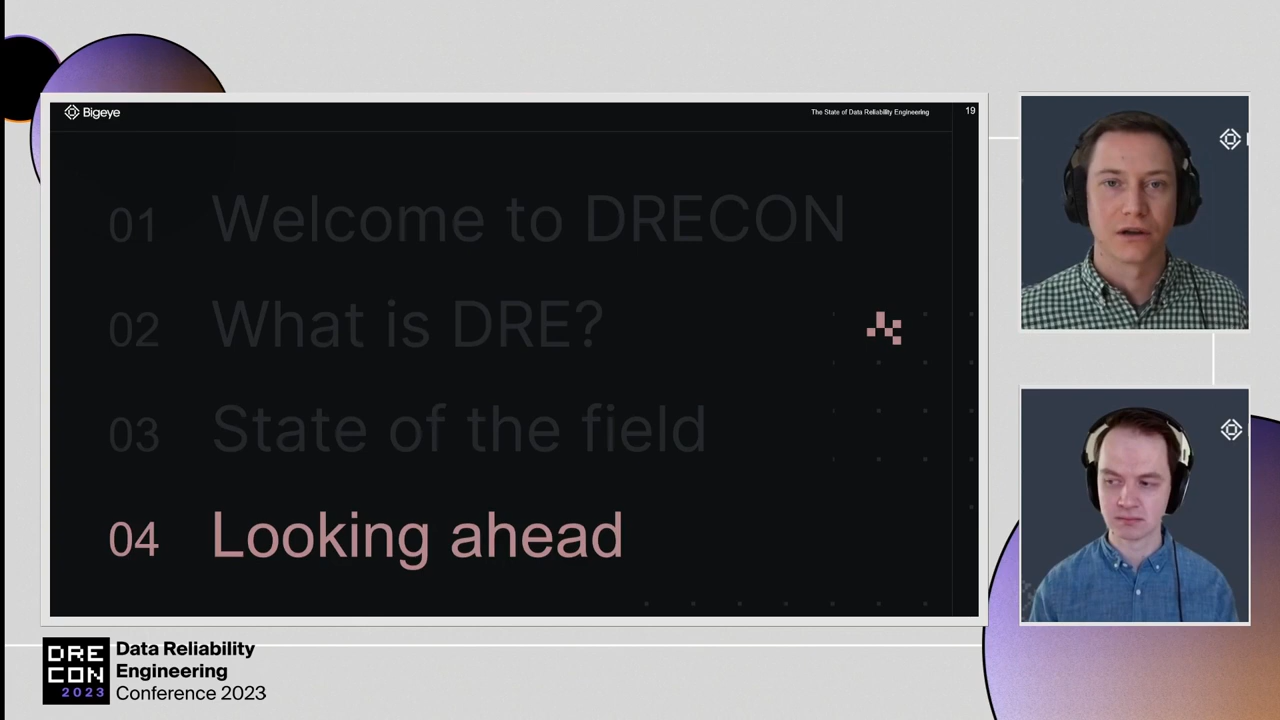 Bigeye
The State of Data Reliability Engineering
19
01 Welcome to DRECON
02 What is DRE?
03 State of the field
04 Looking ahead
DRE
CON
2023
Data Reliability
Engineering
Conference 2023